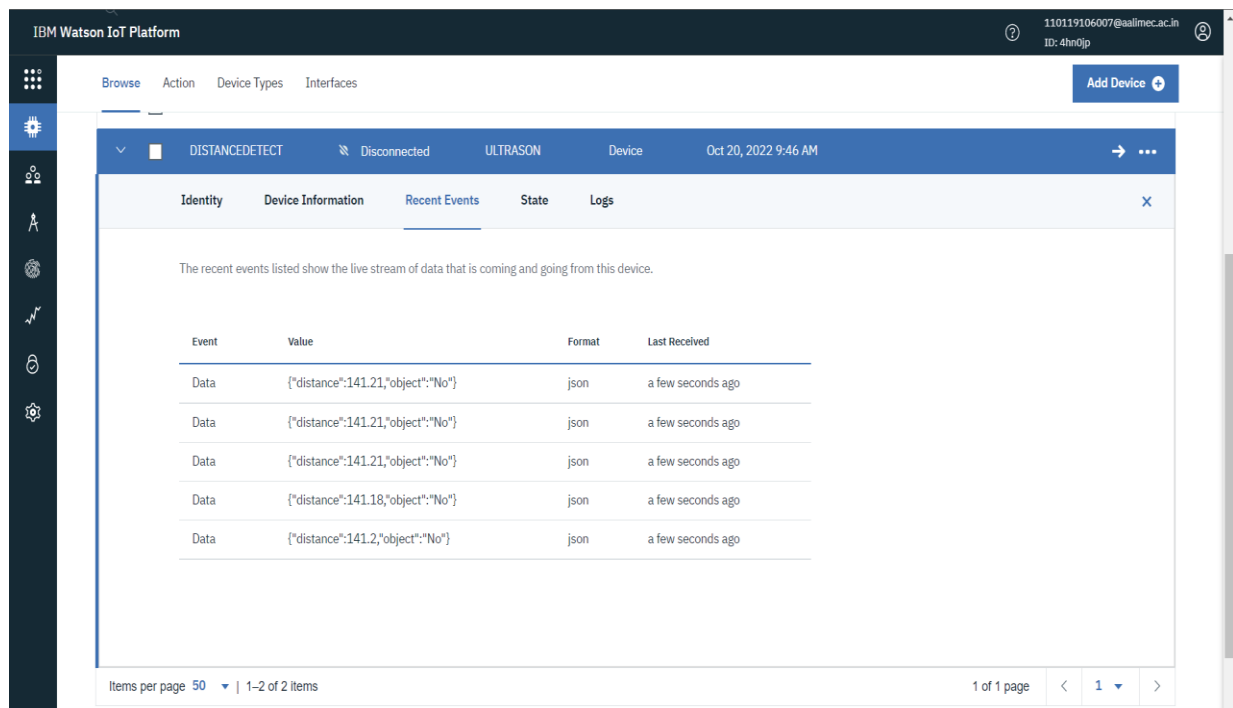 IBM Watson IoT Platform
110119106007@aalimec.ac.in
ID: 4hn0jp
Browse Action Device Types Interfaces
Add Device
DISTANCEDETECT Disconnected ULTRASON Device Oct 20, 2022 9:46 AM
Identity Device Information Recent Events State Logs
The recent events listed show the live stream of data that is coming and going from this device.
Event Value Format Last Received
Data {"distance":141.21,"object":"No"} json a few seconds ago
Data {"distance":141.21,"object":"No"} json a few seconds ago
Data {"distance":141.21,"object":"No"} json a few seconds ago
Data {"distance":141.18,"object":"No"} json a few seconds ago
Data {"distance":141.2,"object":"No"} json a few seconds ago
Items per page 50 | 1–2 of 2 items 1 of 1 page 1